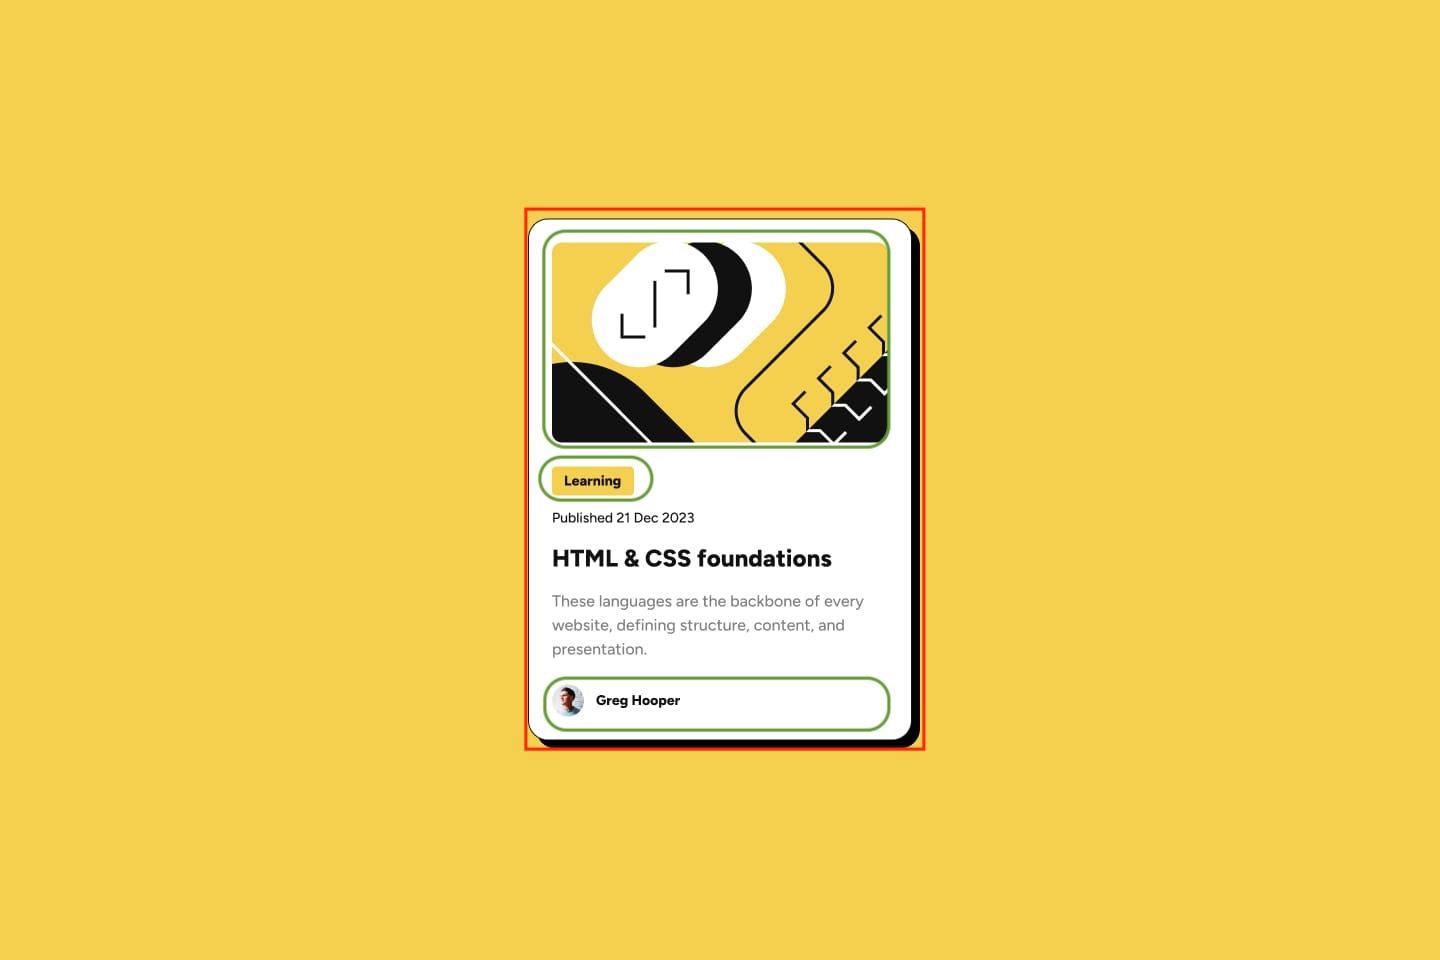 Learning
Published 21 Dec 2023
HTML & CSS foundations
These languages are the backbone of every
website, defining structure, content, and
presentation.
Greg Hooper